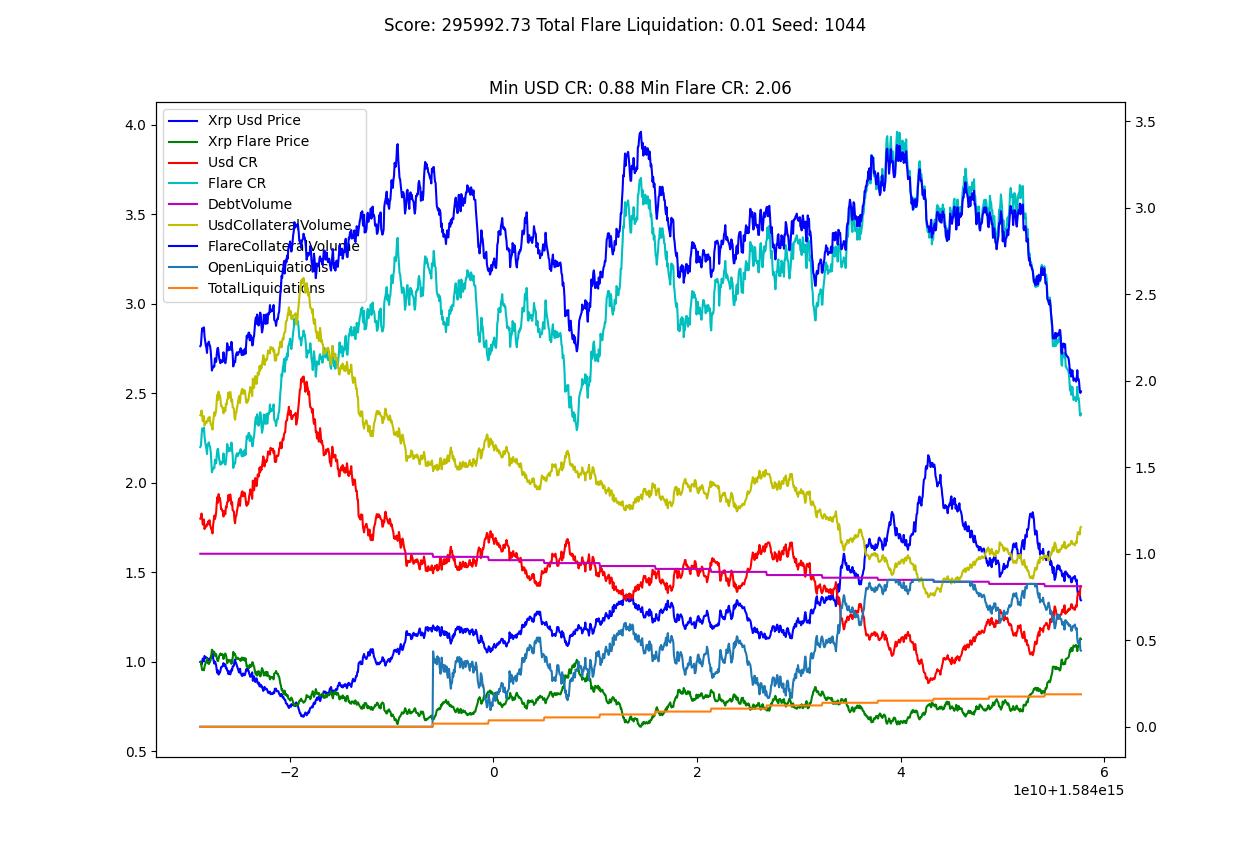 Score: 295992.73 Total Flare Liquidation: 0.01 Seed: 1044
Min USD CR: 0.88 Min Flare CR: 2.06
Xrp Usd Price
Xrp Flare Price
Usd CR
Flare CR
DebtVolume
UsdCollateralVolume
FlareCollateralVolume
OpenLiquidations
TotalLiquidations
4.0
3.5
3.0
2.5
2.0
1.5
1.0
0.5
3.5
3.0
2.5
2.0
1.5
1.0
0.5
0.0
−2 0 2 4 6
1e10+1.584e15